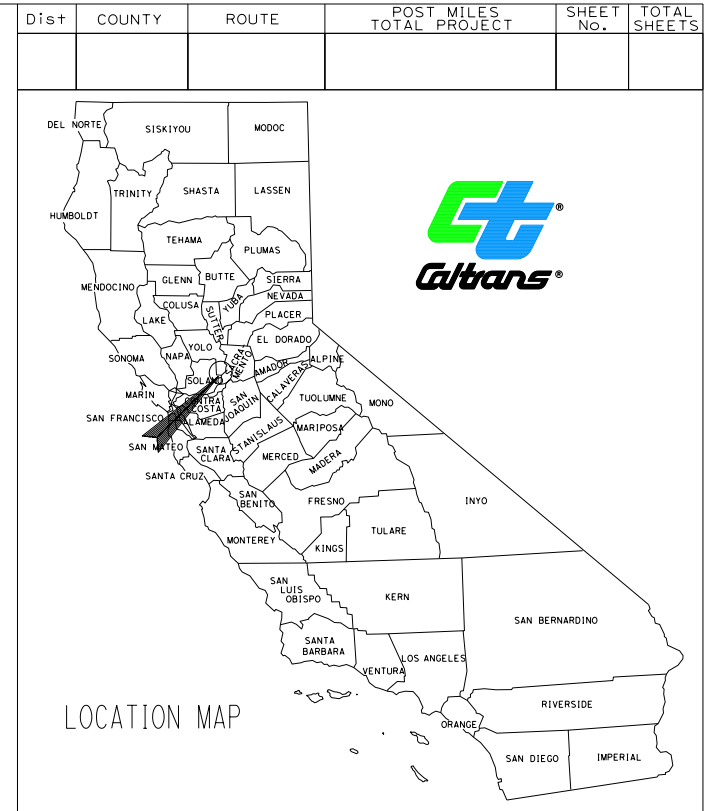 Dist COUNTY ROUTE POST MILES TOTAL PROJECT SHEET No. TOTAL SHEETS
DEL NORTE
SISKIYOU
MODOC
TRINITY
SHASTA
LASSEN
HUMBOLDT
TEHAMA
PLUMAS
MENDOCINO
GLENN
BUTTE
SIERRA
NEVADA
YUBA
COLUSA
SUTTER
PLACER
LAKE
EL DORADO
YOLO
SONOMA
NAPA
SACRA
MENTO
AMADOR
ALPINE
SOLANO
CALAVERAS
MARIN
N
CONTRA
COSTA
SAN
JOAQUIN
TUOLUMNE
MONO
SAN FRANCISCO
ALAMEDA
STANISLAUS
MARIPOSA
SAN MATEO
SANTA
CLARA
MERCED
MADERA
SANTA CRUZ
SAN
BENITO
FRESNO
INYO
MONTEREY
KINGS
TULARE
SAN
LUIS
OBISPO
KERN
SAN BERNARDINO
SANTA
BARBARA
VENTURA
LOS ANGELES
RIVERSIDE
ORANGE
SAN DIEGO
IMPERIAL
ct®
Caltrans®
LOCATION MAP